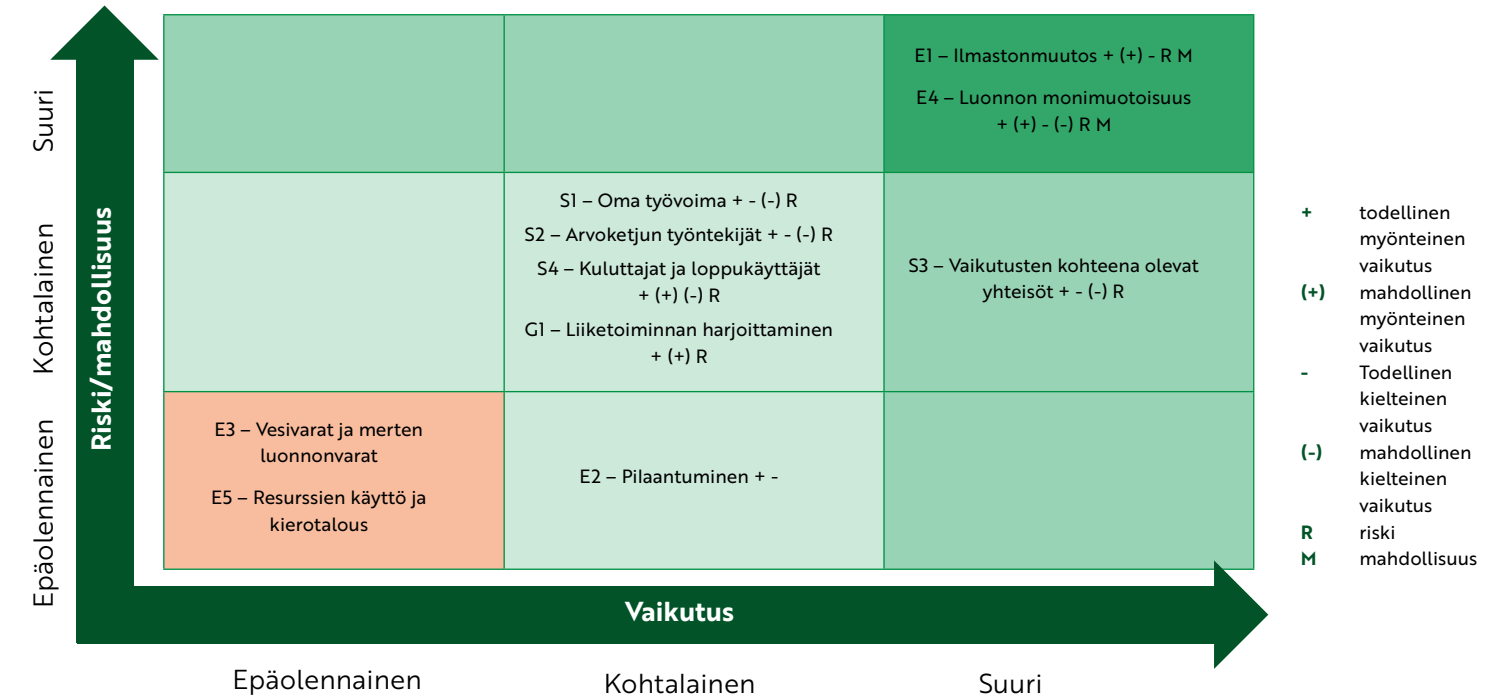 Suuri
Kohtalainen
Epäolennainen
Riski/mahdollisuus
E1 – Ilmastonmuutos + (+) - R M
E4 – Luonnon monimuotoisuus
+ (+) - (-) R M
S1 – Oma työvoima + - (-) R
S2 – Arvoketjun työntekijät + - (-) R
S4 – Kuluttajat ja loppukäyttäjät
+ (+) (-) R
G1 – Liiketoiminnan harjoittaminen
+ (+) R
S3 – Vaikutusten kohteena olevat
yhteisöt + - (-) R
E3 – Vesivarat ja merten
luonnonvarat
E5 – Resurssien käyttö ja
kierotalous
E2 – Pilaantuminen + -
Vaikutus
Epäolennainen
Kohtalainen
Suuri
+ todellinen
myönteinen
vaikutus
(+) mahdollinen
myönteinen
vaikutus
- Todellinen
kielteinen
vaikutus
(-) mahdollinen
kielteinen
vaikutus
R riski
M mahdollisuus